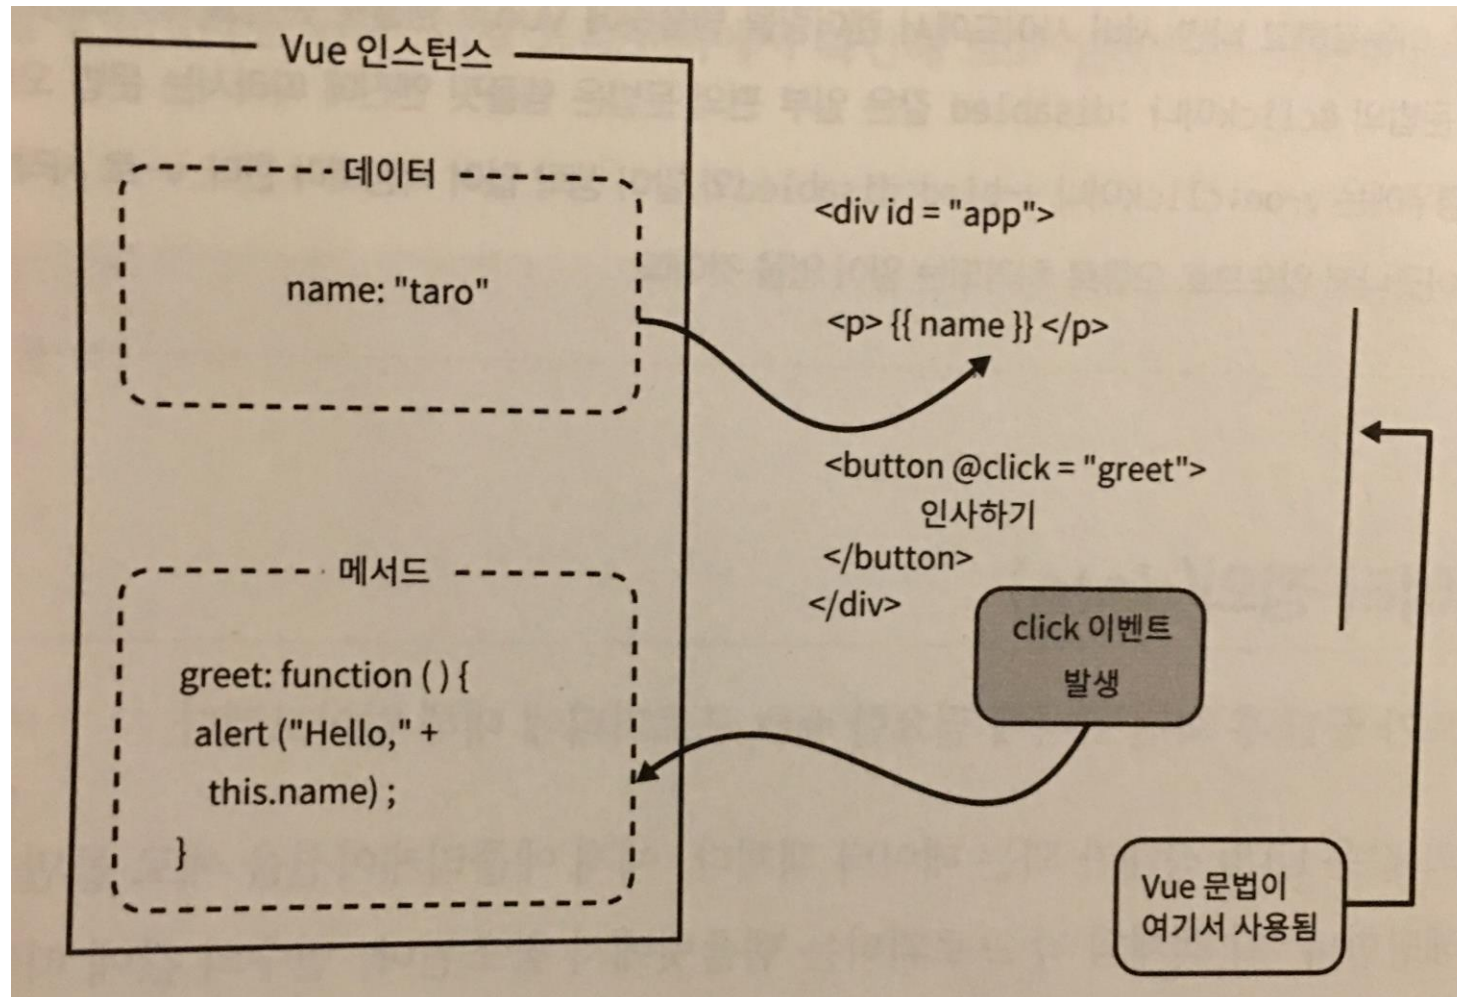 Vue 인스턴스
데이터
name: "taro"
<div id = "app">
<p> {{ name }} </p>
<button @click = "greet">
인사하기
</button>
</div>
메서드
greet: function ( ) {
alert ("Hello," +
this.name) ;
}
click 이벤트
발생
Vue 문법이
여기서 사용됨